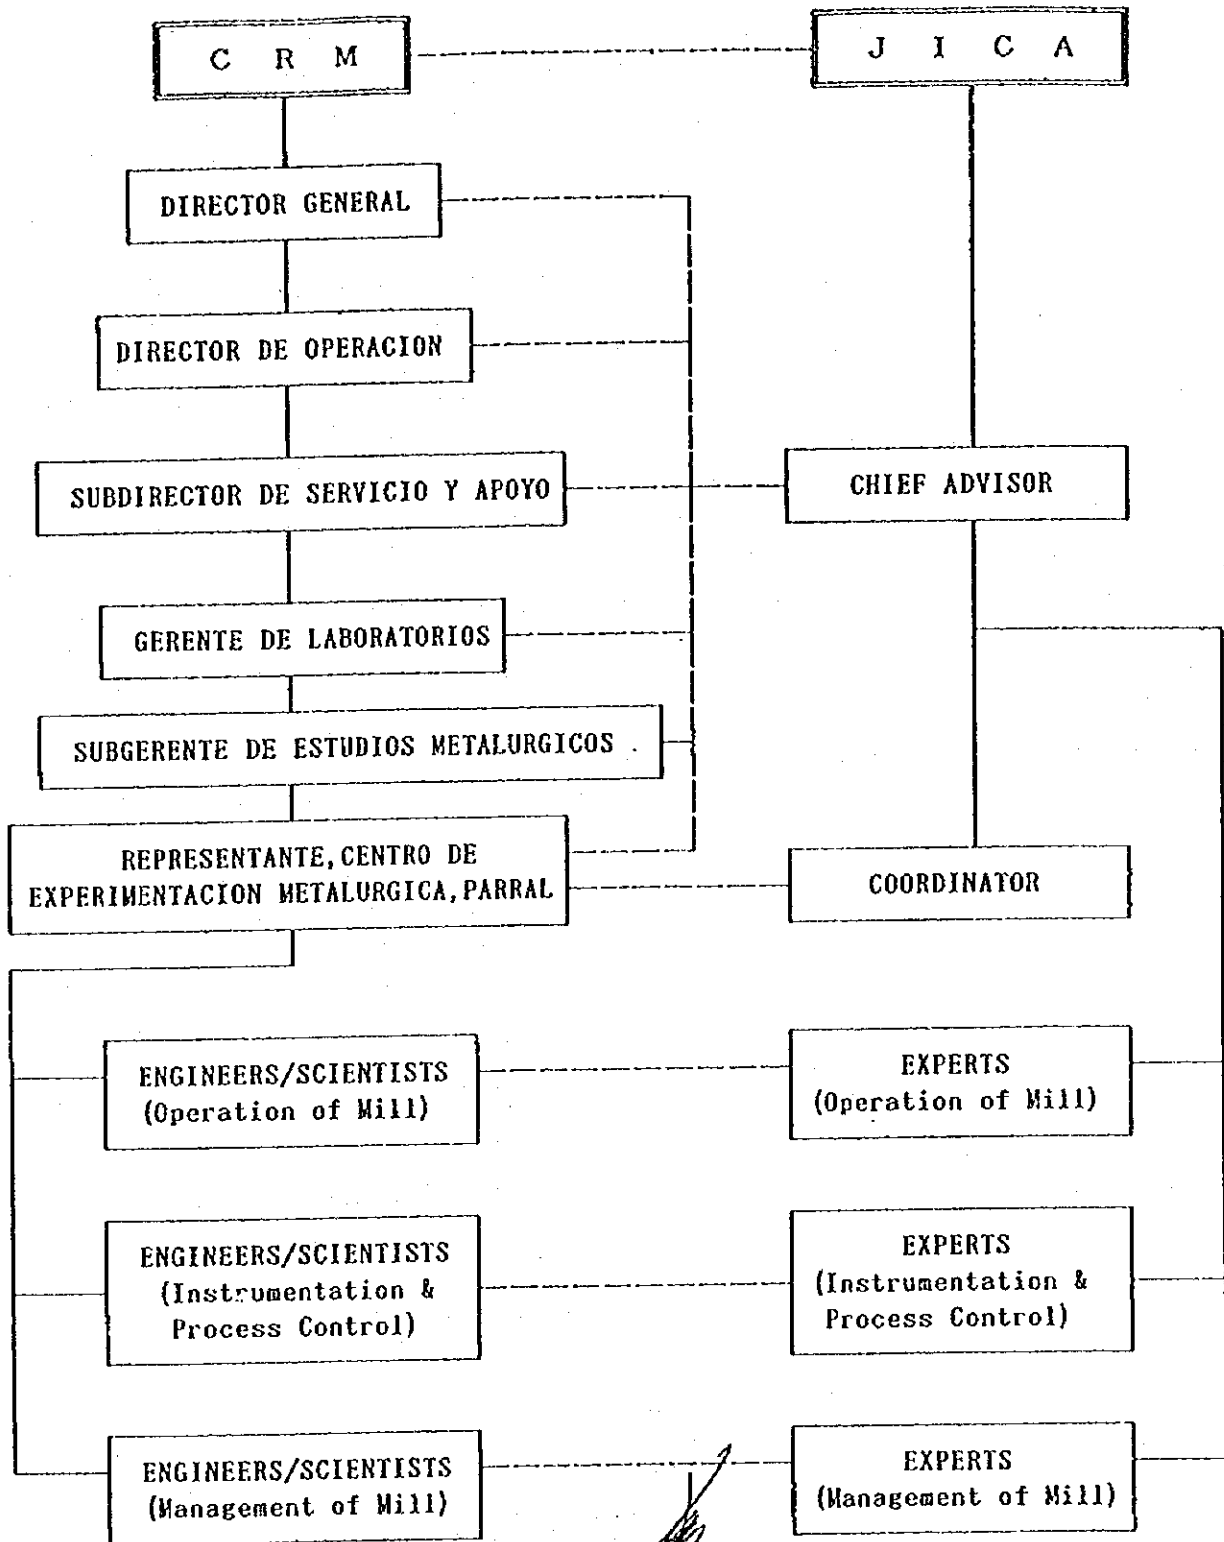 C R M
J I C A
DIRECTOR GENERAL
DIRECTOR DE OPERACION
SUBDIRECTOR DE SERVICIO Y APOYO
CHIEF ADVISOR
GERENTE DE LABORATORIOS
SUBGERENTE DE ESTUDIOS METALURGICOS .
REPRESENTANTE, CENTRO DE
EXPERIMENTACION METALURGICA, PARRAL
COORDINATOR
ENGINEERS/SCIENTISTS
(Operation of Mill)
EXPERTS
(Operation of Mill)
ENGINEERS/SCIENTISTS
(Instrumentation &
Process Control)
EXPERTS
(Instrumentation &
Process Control)
ENGINEERS/SCIENTISTS
(Management of Mill)
EXPERTS
(Management of Mill)